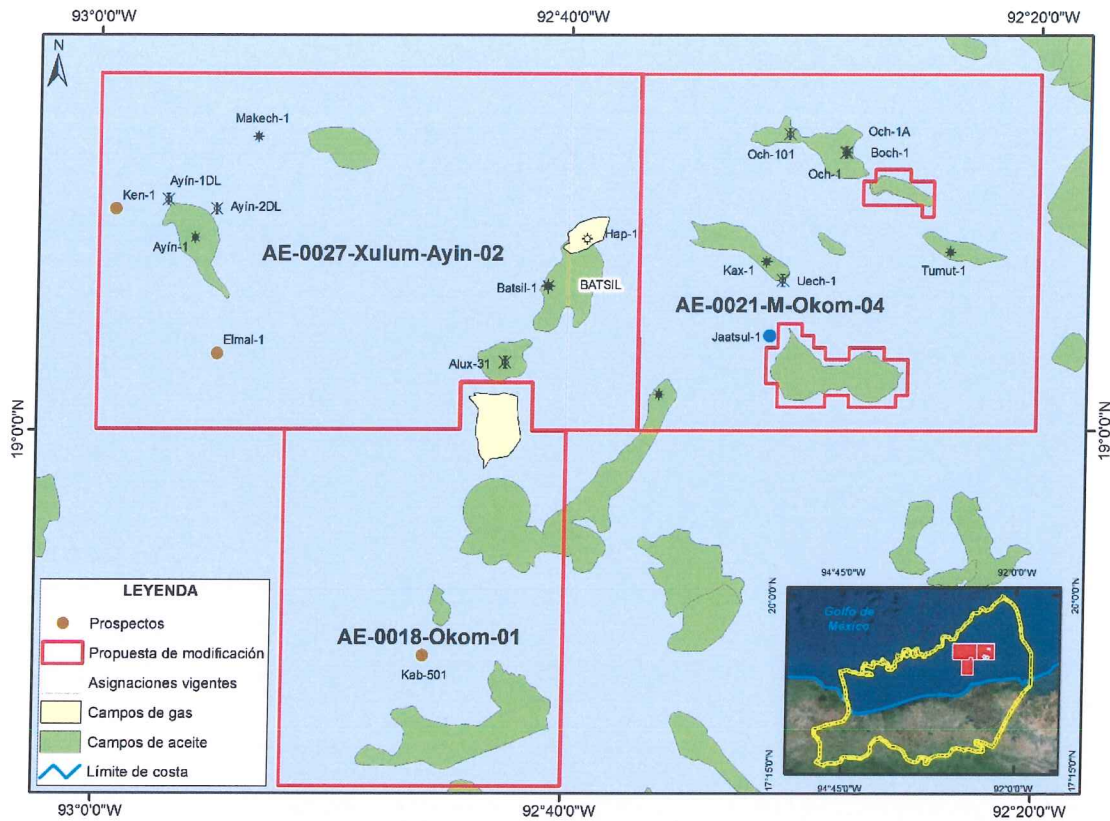 93°0'0"W
92°40'0"W
92°20'0"W
N
Makech-1
Och-1A
Och-101
Boch-1
Och-1
Ayín-1DL
Ken-1
Ayín-2DL
Ayín-1
AE-0027-Xulum-Ayin-02
Hap-1
Kax-1
Tumut-1
Batsil-1
BATSIL
Uech-1
AE-0021-M-Okom-04
Elmal-1
Jaatsul-1
Alux-31
19°0'0"N
19°0'0"N
LEYENDA
Prospectos
Propuesta de modificación
Asignaciones vigentes
Campos de gas
Campos de aceite
Límite de costa
AE-0018-Okom-01
Kab-501
94°45'0"W
92°0'0"W
20°0'0"N
20°0'0"N
Golfo de
México
17°15'0"N
17°15'0"N
94°45'0"W
92°0'0"W
93°0'0"W
92°40'0"W
92°20'0"W